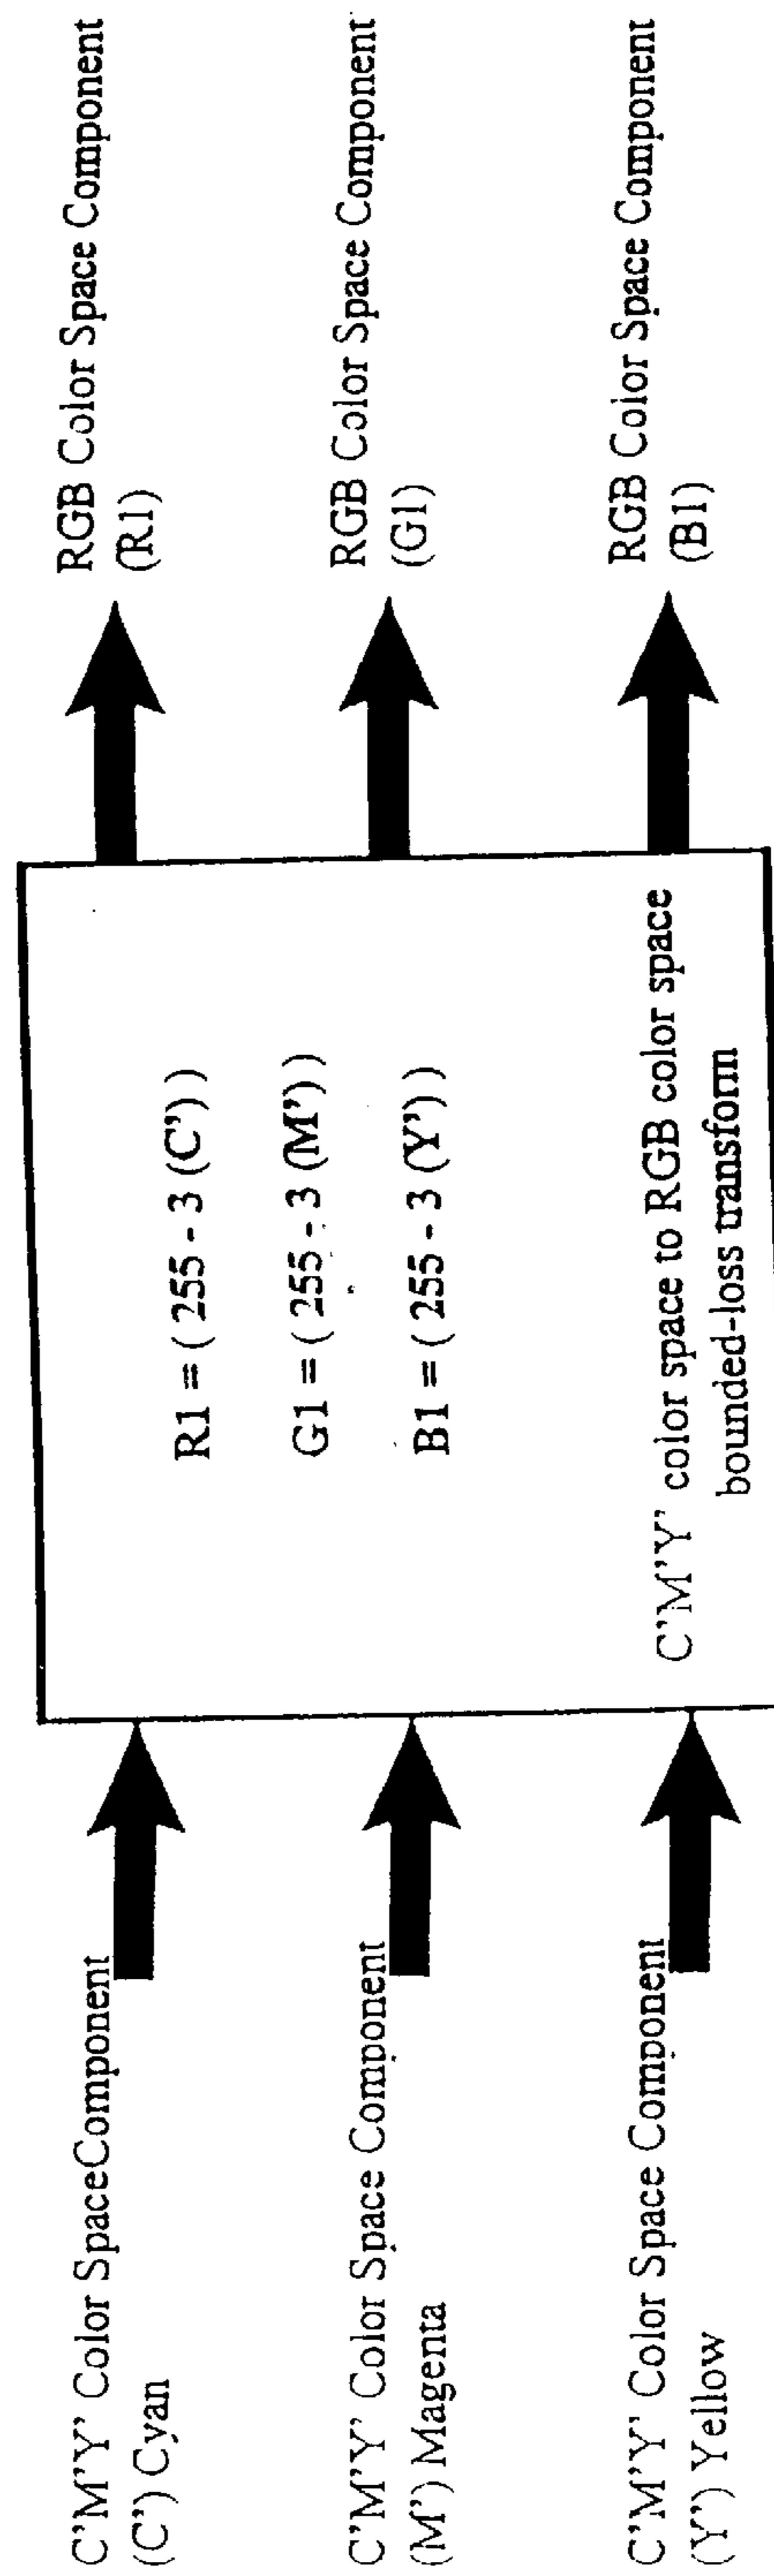 C'M'Y' Color SpaceComponent
(C') Cyan
C'M'Y' Color Space Component
(M') Magenta
C'M'Y' Color Space Component
(Y') Yellow
R1 = ( 255 - 3 (C') )
G1 = ( 255 - 3 (M') )
B1 = ( 255 - 3 (Y') )
C'M'Y' color space to RGB color space
bounded-loss transform
RGB Color Space Component
(R1)
RGB Color Space Component
(G1)
RGB Color Space Component
(B1)